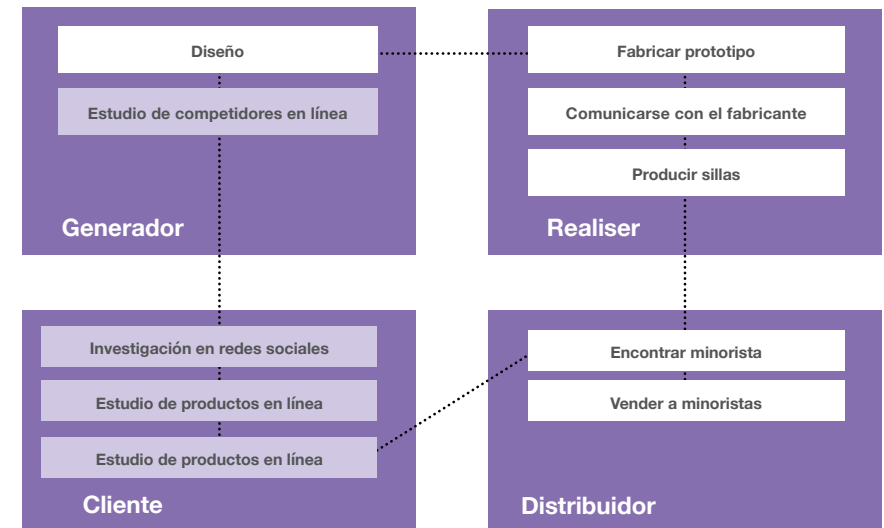 Diseño
Estudio de competidores en línea
Generador
Fabricar prototipo
Comunicarse con el fabricante
Producir sillas
Realiser
Investigación en redes sociales
Estudio de productos en línea
Estudio de productos en línea
Cliente
Encontrar minorista
Vender a minoristas
Distribuidor